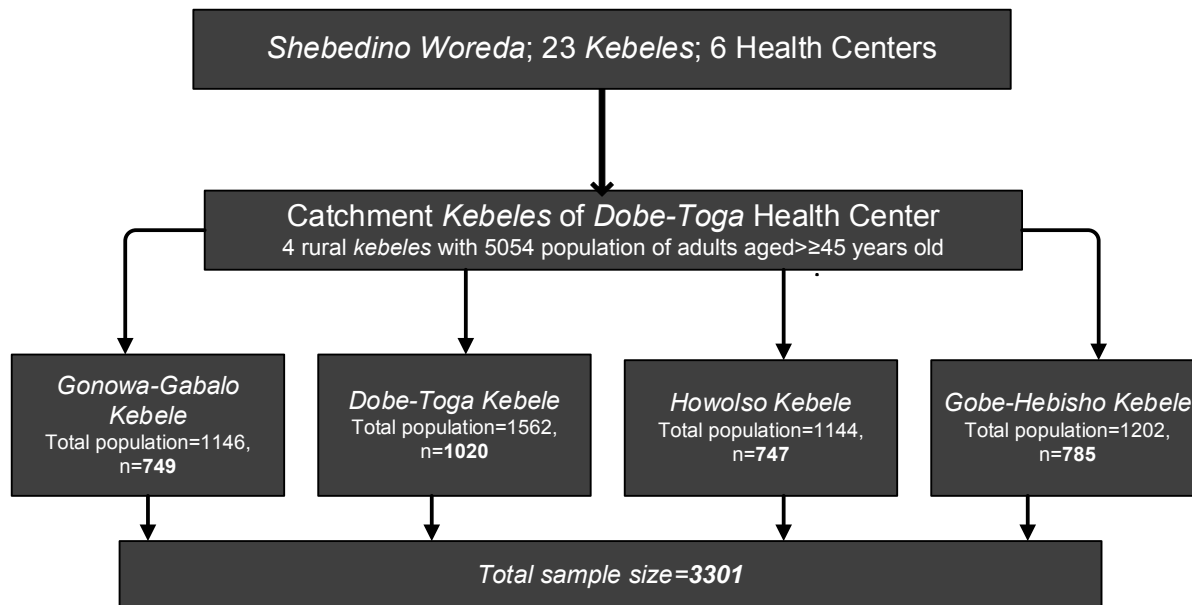 Shebedino Woreda; 23 Kebeles; 6 Health Centers
Catchment Kebeles of Dobe-Toga Health Center
4 rural kebeles with 5054 population of adults aged>≥45 years old
.
Gonowa-Gabalo
Kebele
Total population=1146,
n=749
Dobe-Toga Kebele
Total population=1562,
n=1020
Howolso Kebele
Total population=1144,
n=747
Gobe-Hebisho Kebele
Total population=1202,
n=785
Total sample size=3301